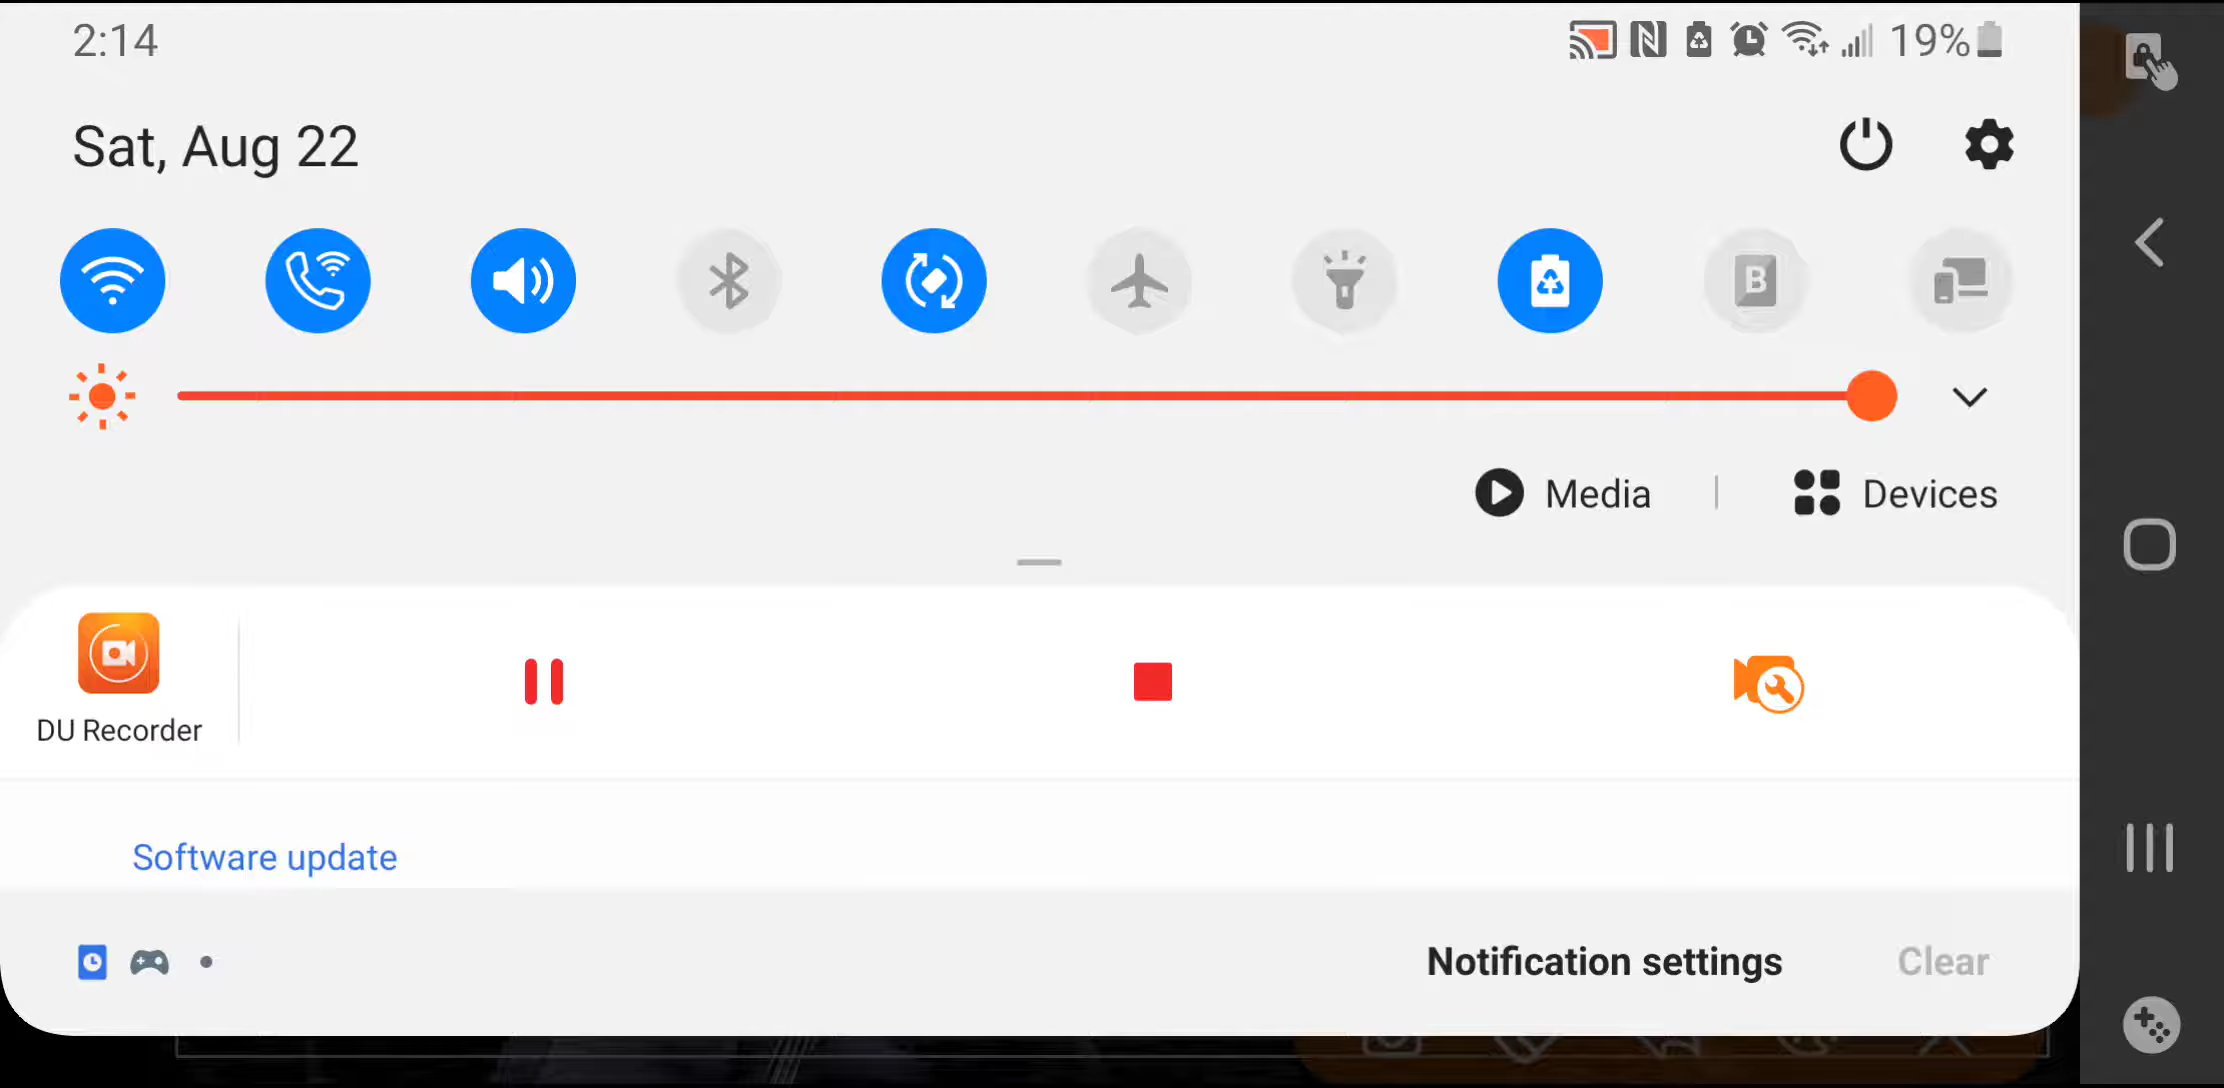 2:14
19%
Sat, Aug 22
B
Media
Devices
DU Recorder
Software update
Notification settings
Clear